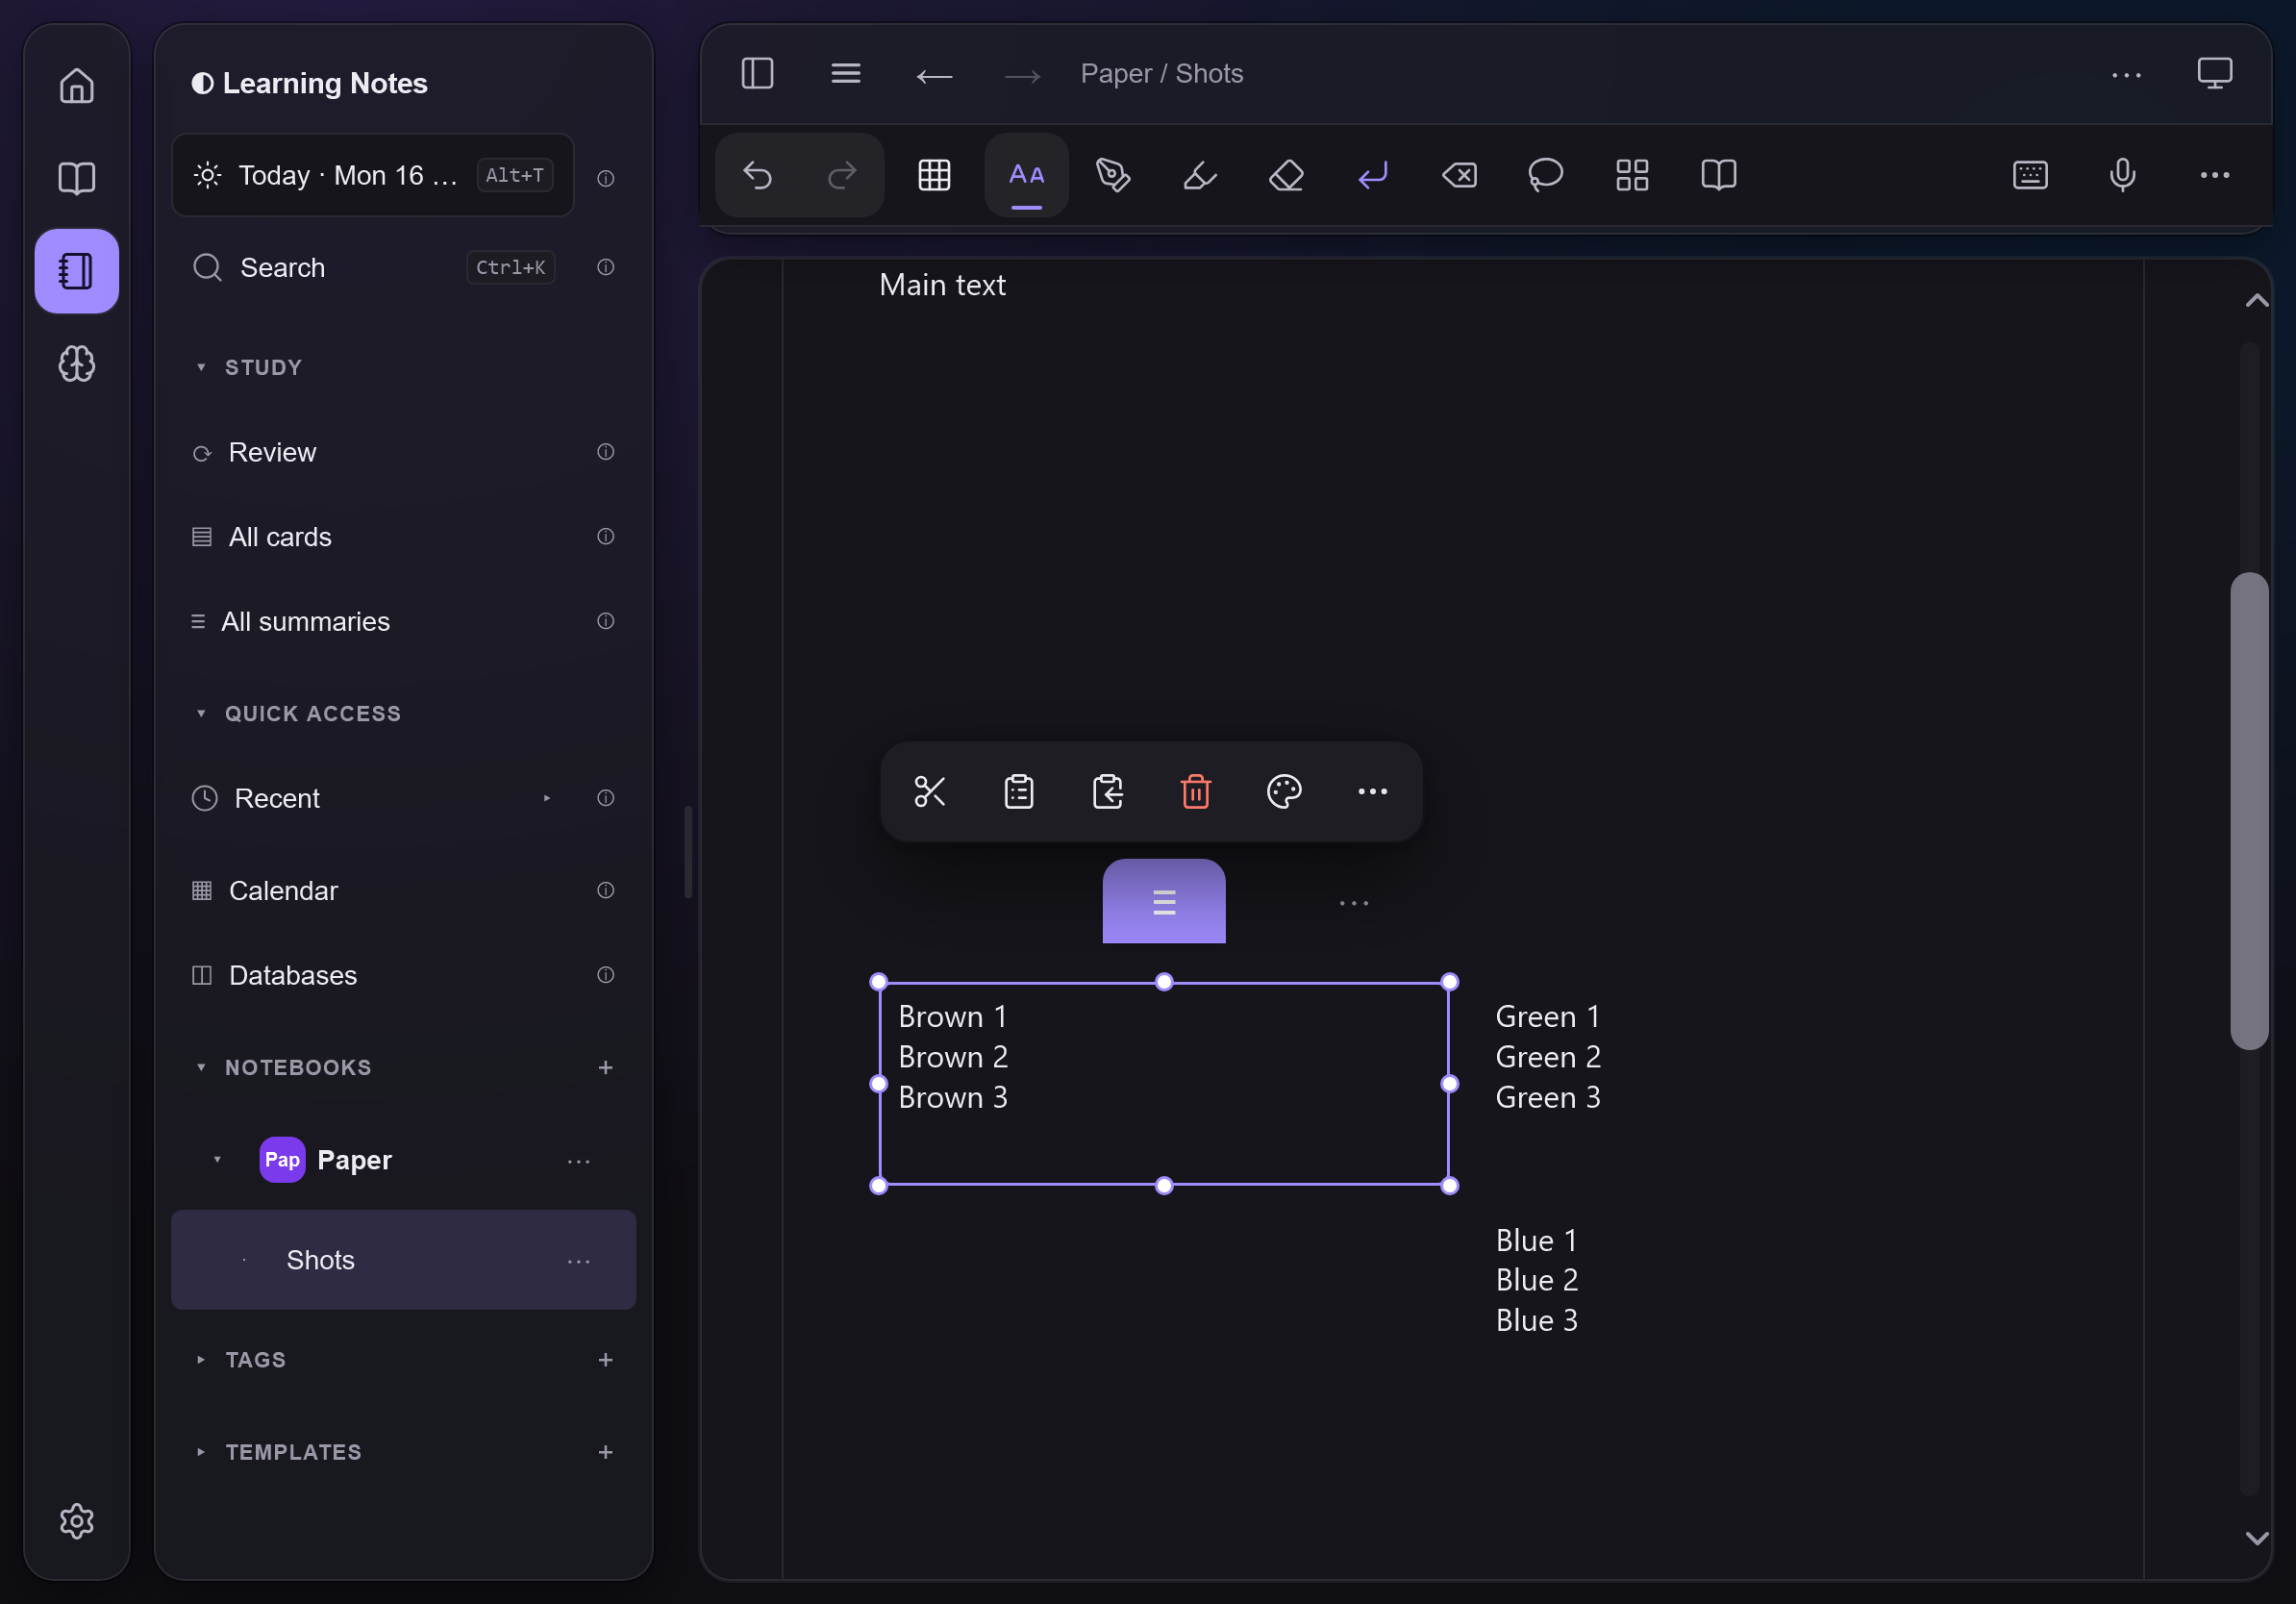 Learning Notes
Today · Mon 16 ...
Alt+T
Search
Ctrl+K
STUDY
Review
All cards
All summaries
QUICK ACCESS
Recent
Calendar
Databases
NOTEBOOKS
Pap
Paper
Shots
TAGS
TEMPLATES
Paper / Shots
AA
Main text
Brown 1
Brown 2
Brown 3
Green 1
Green 2
Green 3
Blue 1
Blue 2
Blue 3